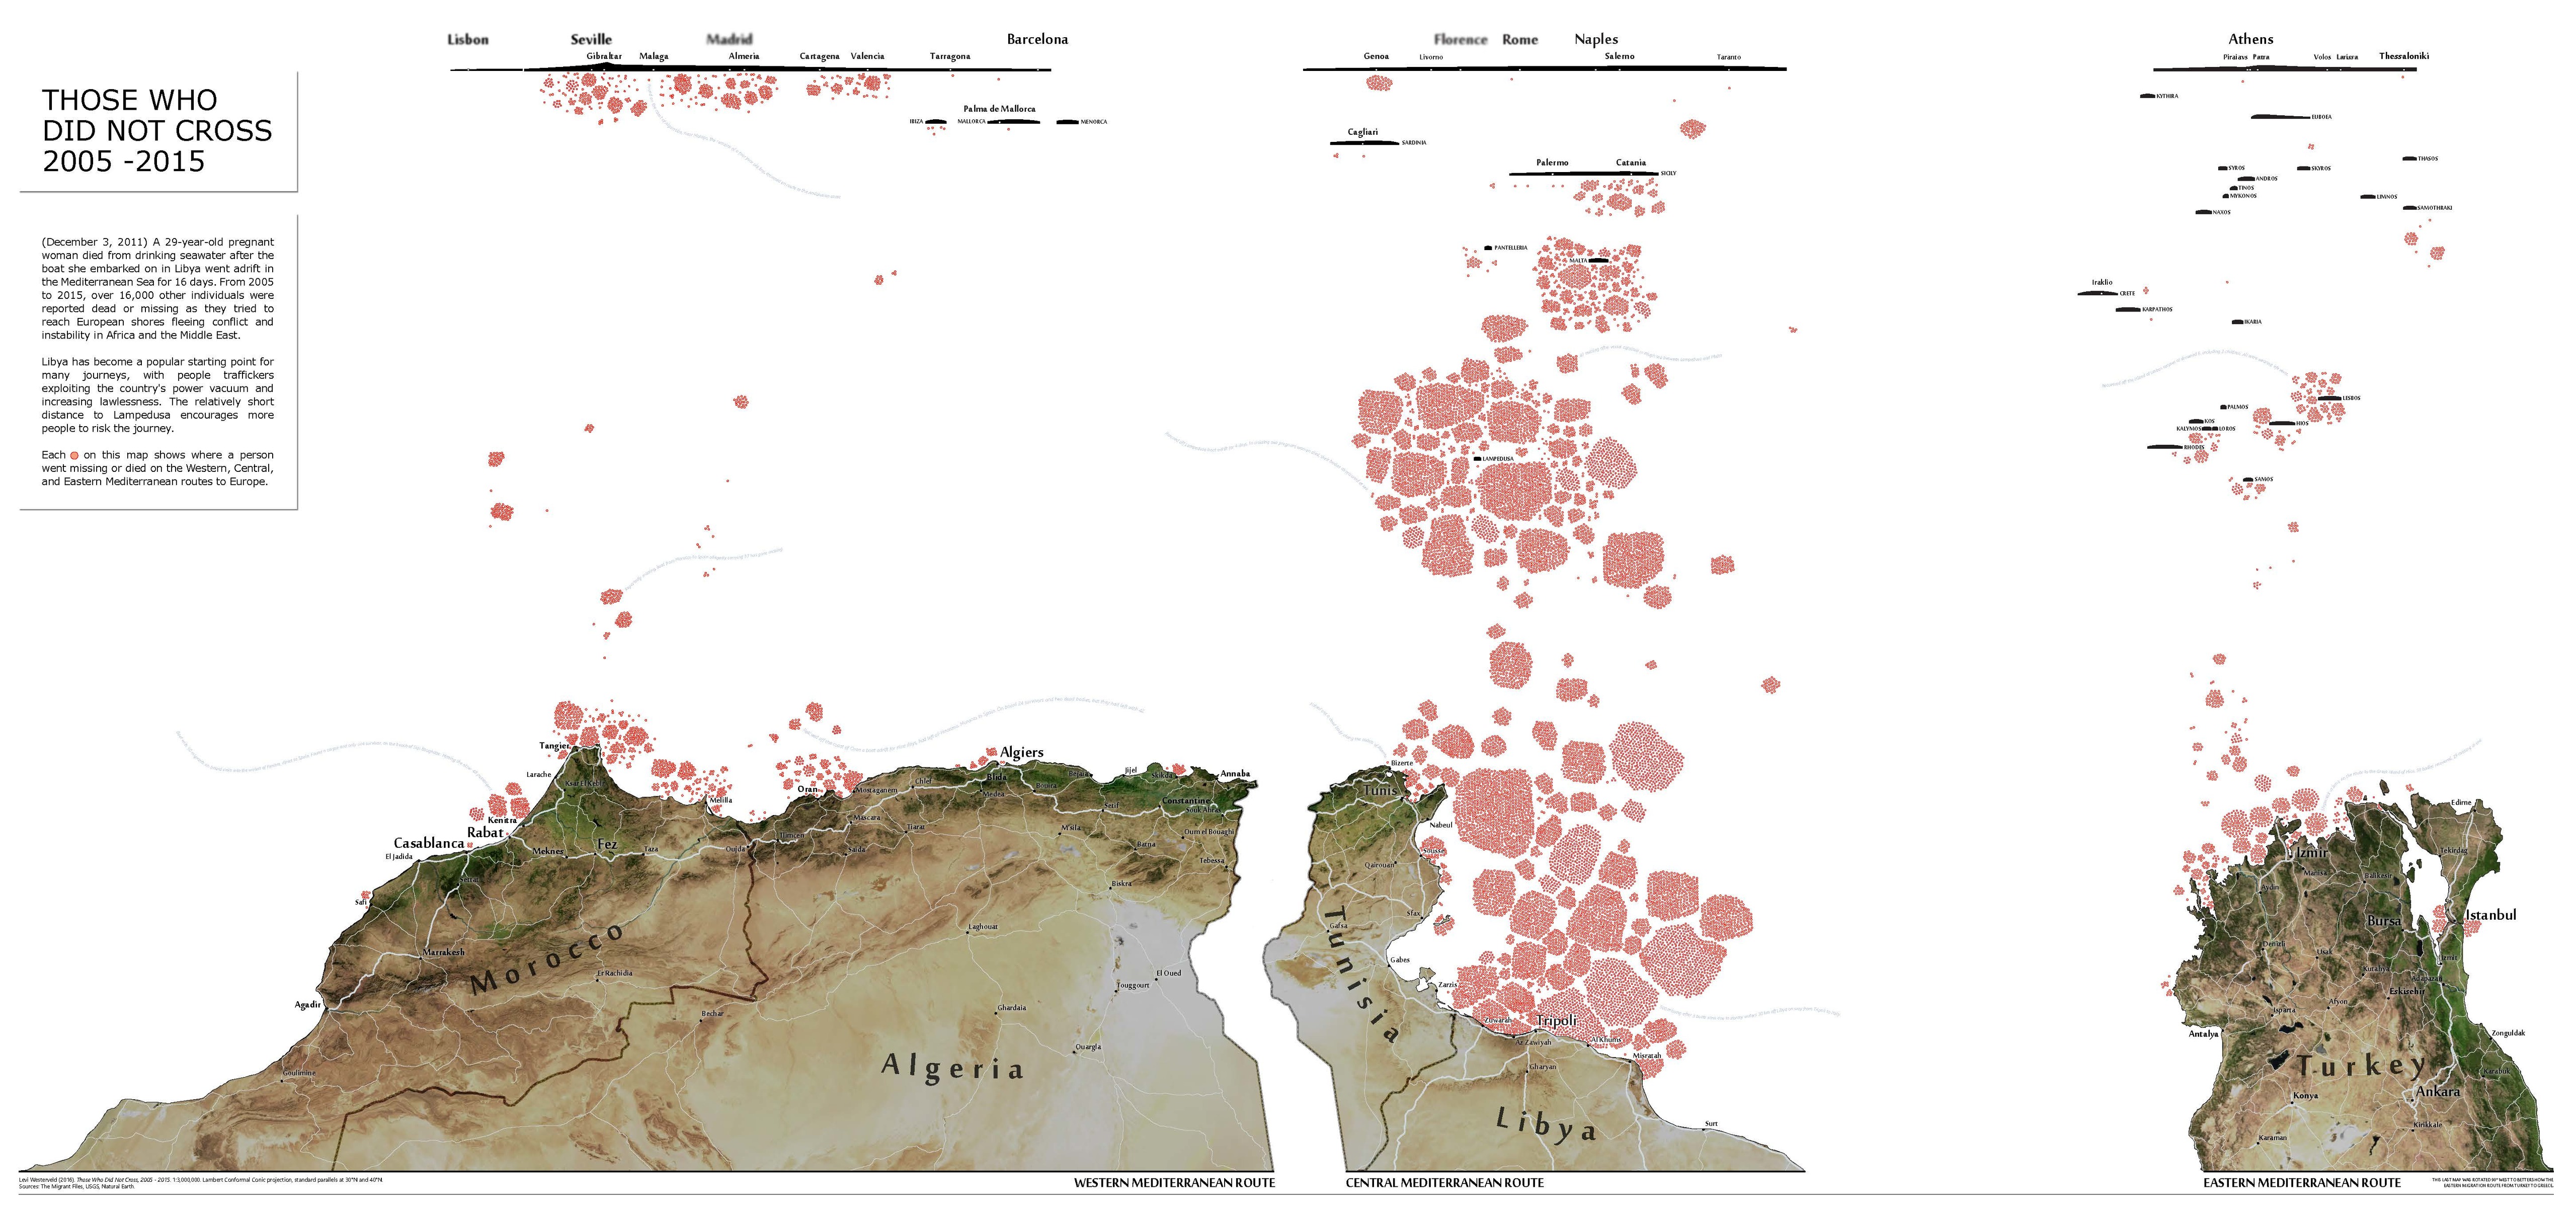 Lisbon Seville Madrid Barcelona Florence Rome Naples Athens
Gibraltar Malaga Almeria Cartagena Valencia Tarragona Genoa Livorno Salerno Taranto Piraiavs Patra Volos Larissa Thessaloniki
THOSE WHO
DID NOT CROSS
2005 -2015
(December 3, 2011) A 29-year-old pregnant
woman died from drinking seawater after the
boat she embarked on in Libya went adrift in
the Mediterranean Sea for 16 days. From 2005
to 2015, over 16,000 other individuals were
reported dead or missing as they tried to
reach European shores fleeing conflict and
instability in Africa and the Middle East.
Libya has become a popular starting point for
many journeys, with people traffickers
exploiting the country's power vacuum and
increasing lawlessness. The relatively short
distance to Lampedusa encourages more
people to risk the journey.
Each on this map shows where a person
went missing or died on the Western, Central,
and Eastern Mediterranean routes to Europe.
Palma de Mallorca
IBIZA MALLORCA MENORCA
Cagliari
SARDINIA
Palermo Catania
SICILY
PANTELLERIA
MALTA
LAMPEDUSA
KYTHIRA
EUBOEA
THASOS
SYROS SKYROS
ANDROS
TINOS
MYKONOS LIMNOS
NAXOS SAMOTHRAKI
Iraklio
CRETE
KARPATHOS
IKARIA
LESBOS
PALMOS
KOS HIOS
KALYMOS LOROS
RHODES
SAMOS
Tangier
Larache
Ksar El Kebir
Kenitra
Rabat
Casablanca
El Jadida
Settat
Safi
Meknes
Fez
Taza
Melilla
Oujda
Marrakesh
Er Rachidia
Agadir
Goulimine
Morocco
Oran
Mostaganem
Tlemcen
Mascara
Saida
Tiaret
Chlef
Algiers
Blida
Medea
Bouira
Bejaia
Jijel
Skikda
Annaba
Setif
Constantine
Souk Ahras
Oum el Bouaghi
M'sila
Batna
Tebessa
Biskra
Laghouat
El Oued
Touggourt
Ghardaia
Bechar
Ouargla
Algeria
Bizerte
Tunis
Nabeul
Sousse
Qairouan
Sfax
Gafsa
Gabes
Zarzis
Tunisia
Zuwarah
Tripoli
Az Zawiyah
Al Khums
Misratah
Gharyan
Surt
Libya
Edirne
Tekirdag
Izmir
Manisa
Balikesir
Aydin
Bursa
Istanbul
Denizli
Usak
Kutahya
Izmit
Adapazari
Eskisehir
Afyon
Isparta
Antalya
Zonguldak
Turkey
Karabuk
Ankara
Konya
Kirikkale
Karaman
WESTERN MEDITERRANEAN ROUTE CENTRAL MEDITERRANEAN ROUTE EASTERN MEDITERRANEAN ROUTE
Levi Westerveld (2016). Those Who Did Not Cross, 2005 - 2015. 1:3,000,000. Lambert Conformal Conic projection, standard parallels at 30°N and 40°N
Sources: The Migrant Files, USGS, Natural Earth.
THIS LAST MAP WAS ROTATED 90° WEST TO BETTER SHOW THE
EASTERN MIGRATION ROUTE FROM TURKEY TO GREECE.